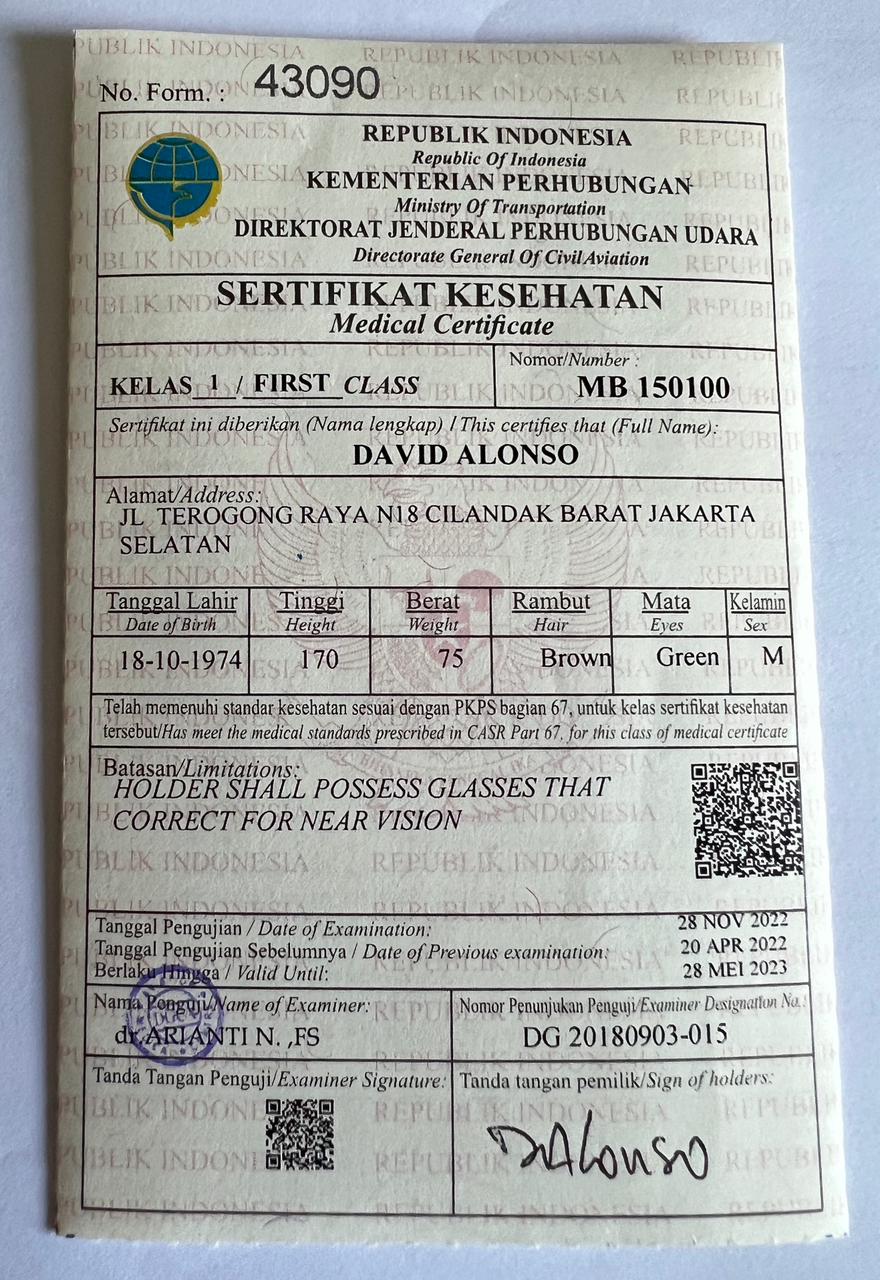 No. Form. : 43090
REPUBLIK INDONESIA
Republic Of Indonesia
KEMENTERIAN PERHUBUNGAN
Ministry Of Transportation
DIREKTORAT JENDERAL PERHUBUNGAN UDARA
Directorate General Of Civil Aviation
SERTIFIKAT KESEHATAN
Medical Certificate
KELAS 1 / FIRST CLASS
Nomor/Number :
MB 150100
Sertifikat ini diberikan (Nama lengkap) / This certifies that (Full Name):
DAVID ALONSO
Alamat/Address:
JL TEROGONG RAYA N18 CILANDAK BARAT JAKARTA
SELATAN
Tanggal Lahir Tinggi Berat Rambut Mata Kelamin
Date of Birth Height Weight Hair Eyes Sex
18-10-1974 170 75 Brown Green M
Telah memenuhi standar kesehatan sesuai dengan PKPS bagian 67, untuk kelas sertifikat kesehatan
tersebut/Has meet the medical standards prescribed in CASR Part 67, for this class of medical certificate
Batasan/Limitations:
HOLDER SHALL POSSESS GLASSES THAT
CORRECT FOR NEAR VISION
Tanggal Pengujian / Date of Examination: 28 NOV 2022
Tanggal Pengujian Sebelumnya / Date of Previous examination: 20 APR 2022
Berlaku Hingga / Valid Until: 28 MEI 2023
Nama Penguji/Name of Examiner:
dr.ARIANTI N. ,FS
Nomor Penunjukan Penguji/Examiner Designation No.:
DG 20180903-015
Tanda Tangan Penguji/Examiner Signature:
Tanda tangan pemilik/Sign of holders:
DAlonso